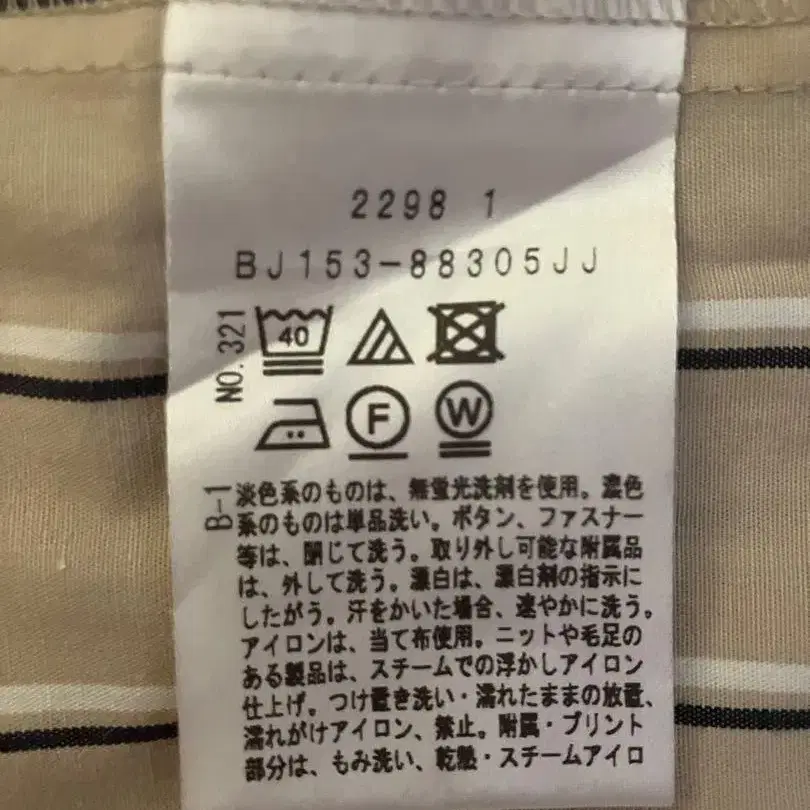 2298 1
BJ153-88305JJ
NO. 321
40
F
W
B-1
淡色系のものは、無蛍光洗剤を使用。濃色
系のものは単品洗い。ボタン、ファスナー
等は、閉じて洗う。取り外し可能な附属品
は、外して洗う。漂白は、漂白剤の指示に
したがう。汗をかいた場合、速やかに洗う。
アイロンは、当て布使用。ニットや毛足の
ある製品は、スチームでの浮かしアイロン
仕上げ。つけ置き洗い・濡れたままの放置、
濡れがけアイロン、禁止。附属・プリント
部分は、もみ洗い、乾熱・スチームアイロ